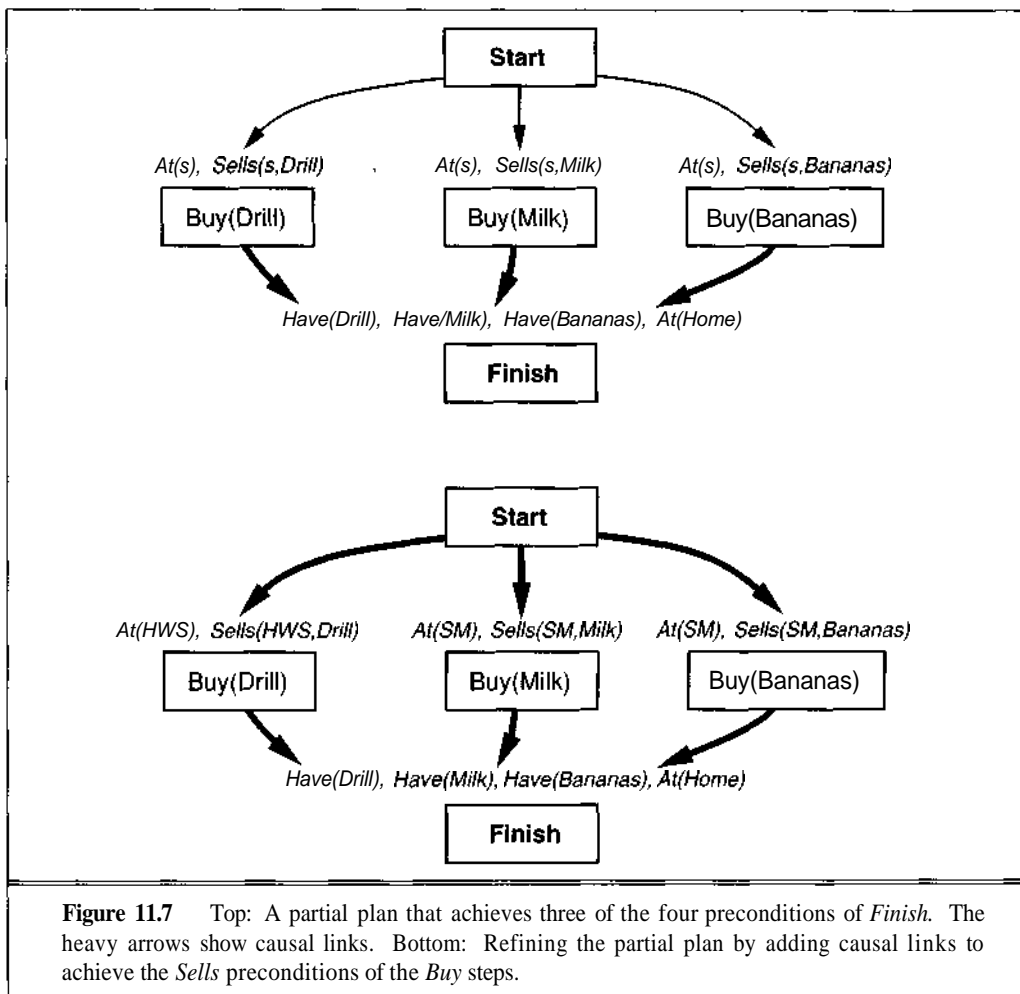 Start
At(s), Sells(s,Drill) At(s), Sells(s,Milk) At(s), Sells(s,Bananas)
Buy(Drill) Buy(Milk) Buy(Bananas)
Have(Drill), Have/Milk), Have(Bananas), At(Home)
Finish
Start
At(HWS), Sells(HWS,Drill) At(SM), Sells(SM,Milk) At(SM), Sells(SM,Bananas)
Buy(Drill) Buy(Milk) Buy(Bananas)
Have(Drill), Have(Milk), Have(Bananas), At(Home)
Finish
Figure 11.7 Top: A partial plan that achieves three of the four preconditions of Finish. The
heavy arrows show causal links. Bottom: Refining the partial plan by adding causal links to
achieve the Sells preconditions of the Buy steps.